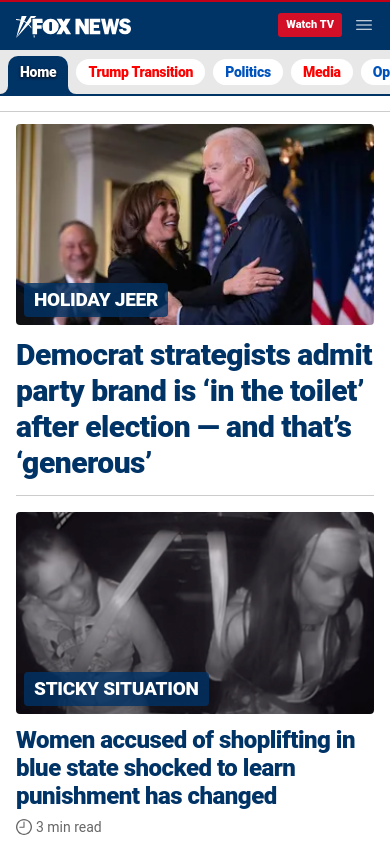 FOX NEWS
Watch TV
Home
Trump Transition
Politics
Media
Op
HOLIDAY JEER
Democrat strategists admit
party brand is ‘in the toilet’
after election — and that’s
‘generous’
STICKY SITUATION
Women accused of shoplifting in
blue state shocked to learn
punishment has changed
3 min read